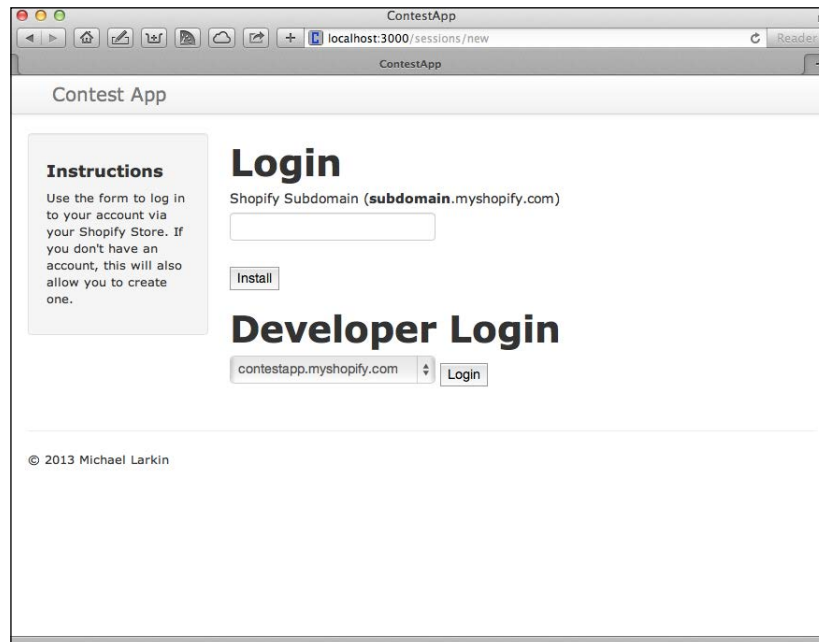 ContestApp
localhost:3000/sessions/new
Reader
ContestApp
Contest App
Instructions
Use the form to log in
to your account via
your Shopify Store. If
you don't have an
account, this will also
allow you to create
one.
Login
Shopify Subdomain (subdomain.myshopify.com)
Install
Developer Login
contestapp.myshopify.com
Login
© 2013 Michael Larkin